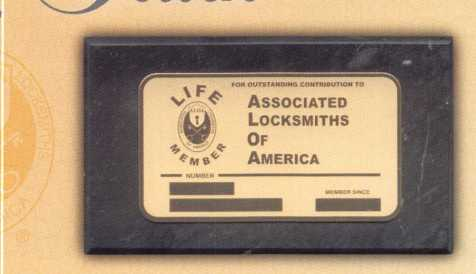 FOR OUTSTANDING CONTRIBUTION TO
LIFE
MEMBER
ASSOCIATED
LOCKSMITHS
OF
AMERICA
NUMBER
MEMBER SINCE